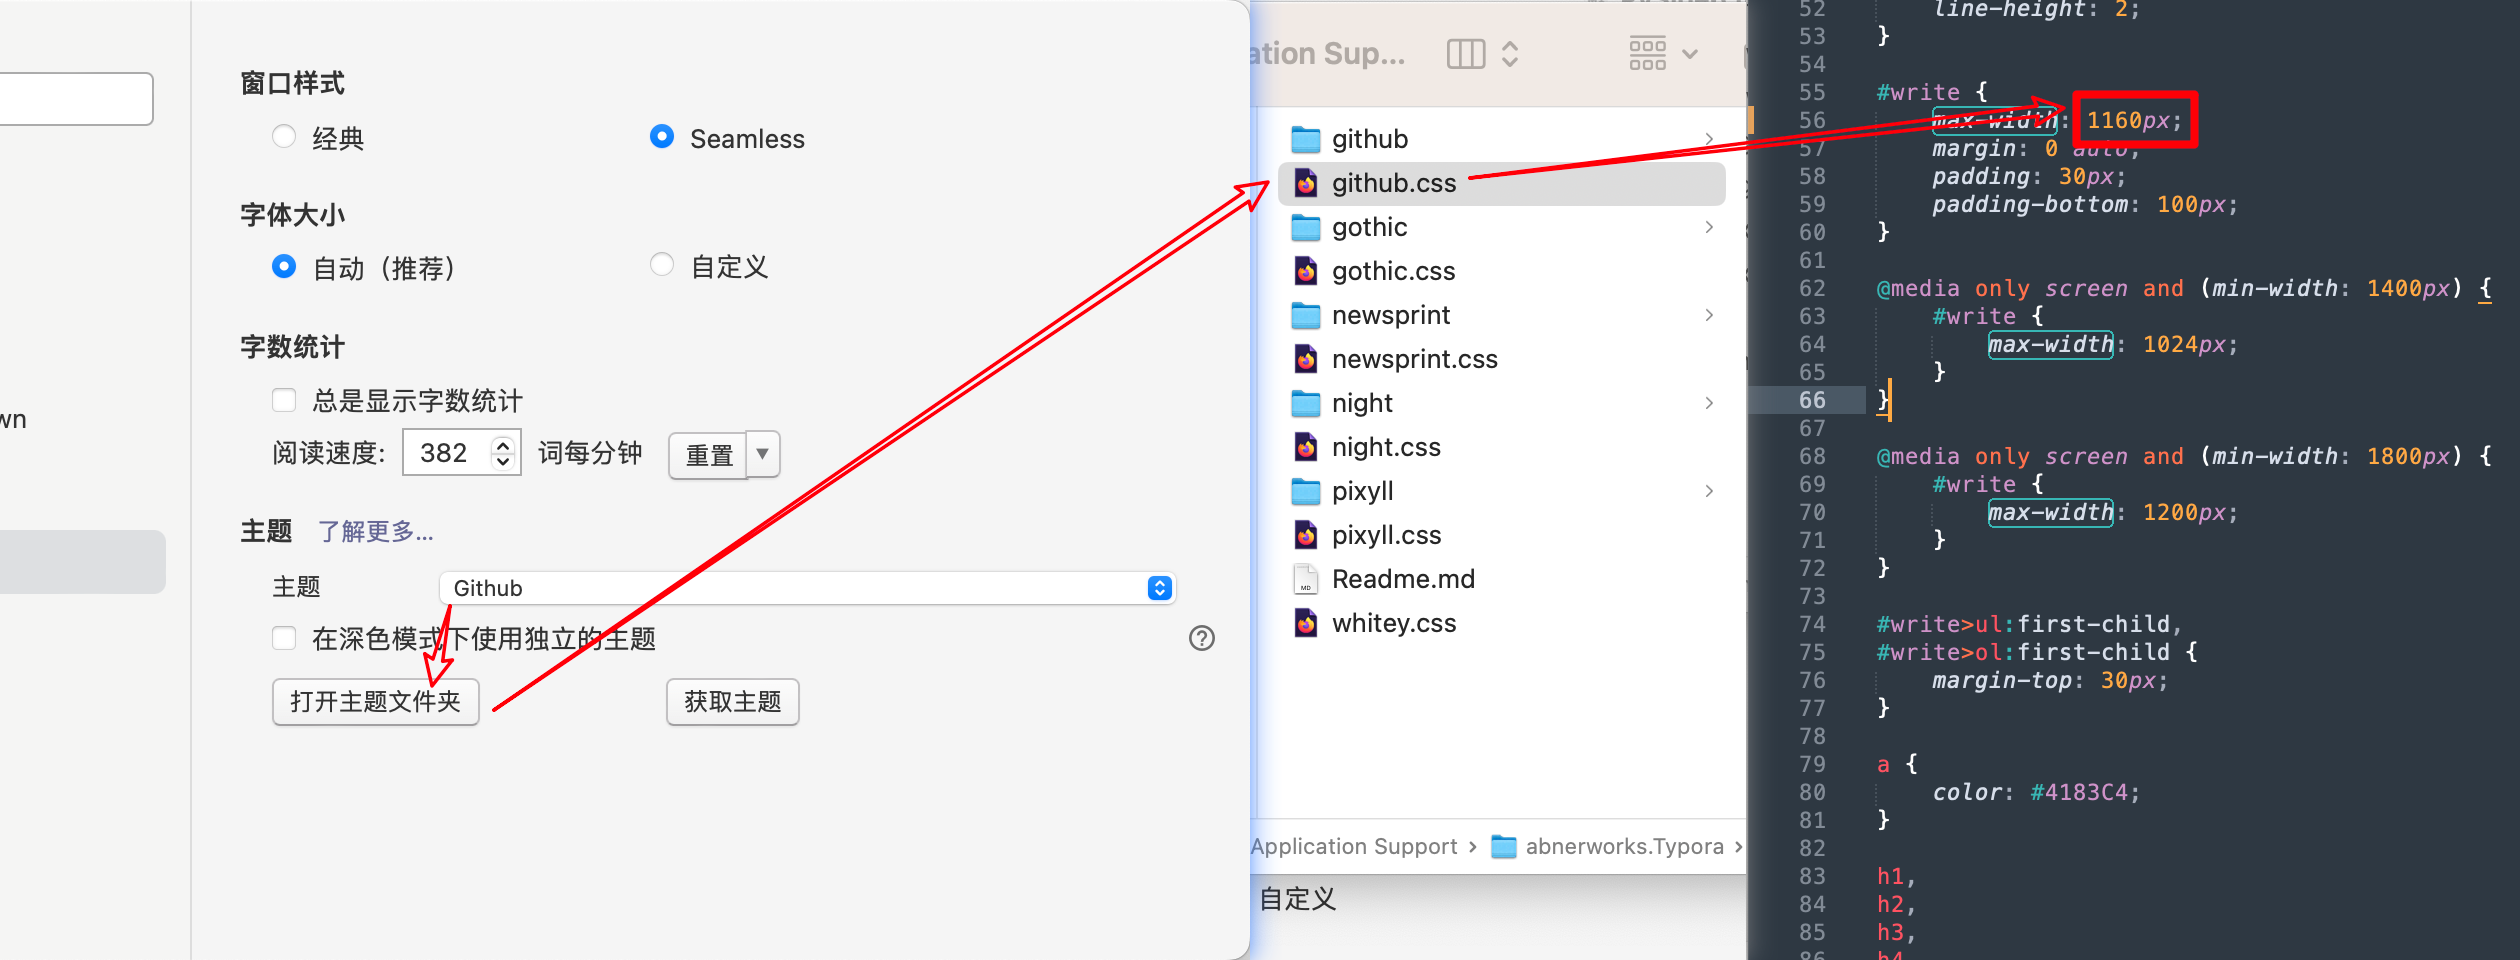 wn
窗口样式
经典
Seamless
字体大小
自动（推荐）
自定义
字数统计
总是显示字数统计
阅读速度: 382 词每分钟 重置
主题 了解更多...
主题 Github
在深色模式下使用独立的主题
打开主题文件夹 获取主题
ation Sup...
github
github.css
gothic
gothic.css
newsprint
newsprint.css
night
night.css
pixyll
pixyll.css
Readme.md
whitey.css
Application Support › abnerworks.Typora ›
自定义
52 line-height: 2;
53 }
54
55 #write {
56 max-width: 1160px;
57 margin: 0 auto;
58 padding: 30px;
59 padding-bottom: 100px;
60 }
61
62 @media only screen and (min-width: 1400px) {
63 #write {
64 max-width: 1024px;
65 }
66 }
67
68 @media only screen and (min-width: 1800px) {
69 #write {
70 max-width: 1200px;
71 }
72 }
73
74 #write>ul:first-child,
75 #write>ol:first-child {
76 margin-top: 30px;
77 }
78
79 a {
80 color: #4183C4;
81 }
82
83 h1,
84 h2,
85 h3,
86 h4